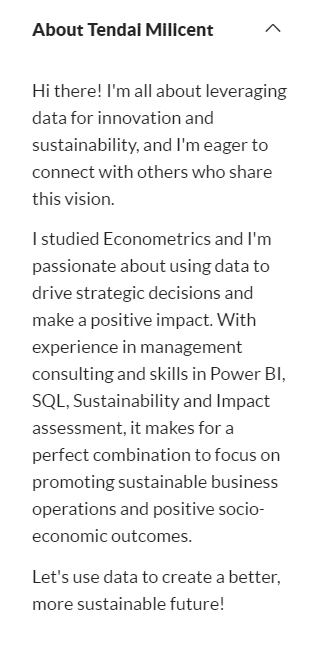 About Tendai Milicent
Hi there! I'm all about leveraging
data for innovation and
sustainability, and I'm eager to
connect with others who share
this vision.
I studied Econometrics and I'm
passionate about using data to
drive strategic decisions and
make a positive impact. With
experience in management
consulting and skills in Power BI,
SQL, Sustainability and Impact
assessment, it makes for a
perfect combination to focus on
promoting sustainable business
operations and positive socio-
economic outcomes.
Let's use data to create a better,
more sustainable future!